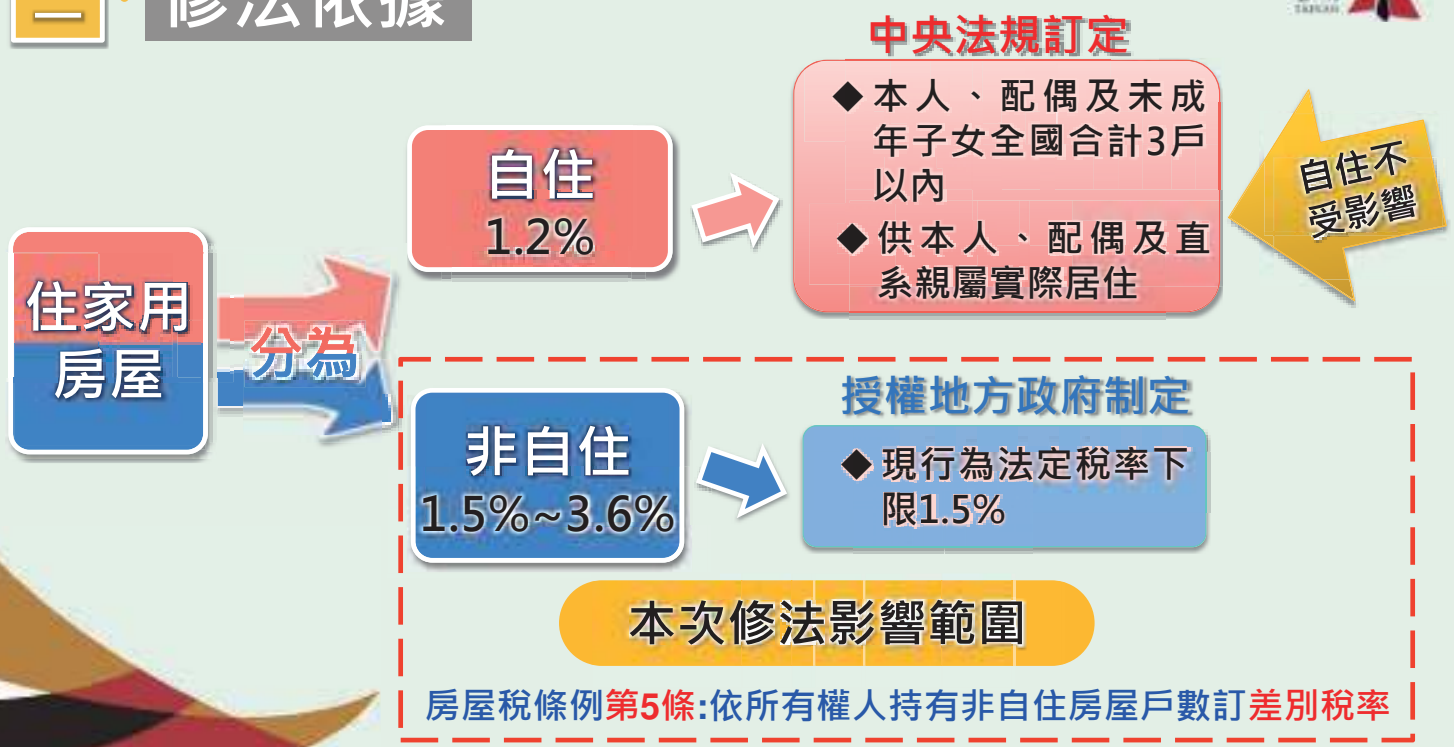 修法依據
中央法規訂定
◆本人、配偶及未成
年子女全國合計3戶
以內
◆供本人、配偶及直
系親屬實際居住
自住不
受影響
自住
1.2%
住家用
房屋
分為
授權地方政府制定
非自住
1.5%~3.6%
◆現行為法定稅率下
限1.5%
本次修法影響範圍
房屋稅條例第5條:依所有權人持有非自住房屋戶數訂差別稅率